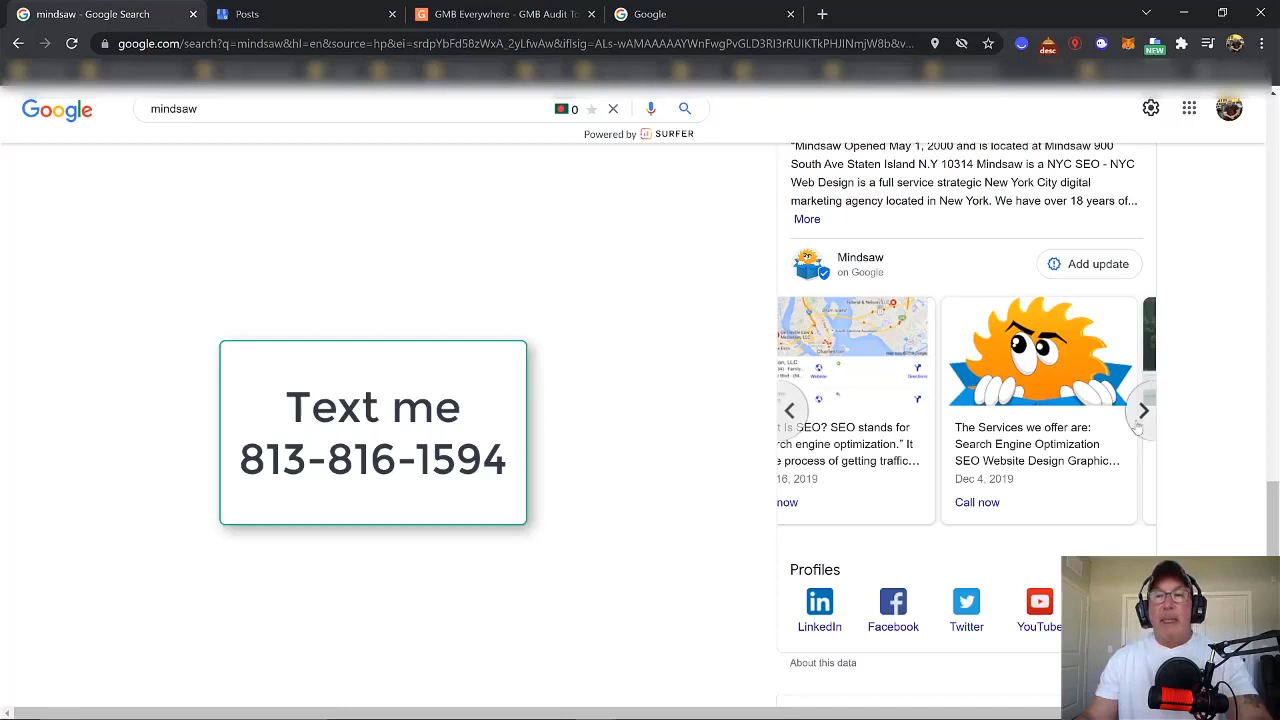 mindsaw - Google Search
Posts
GMB Everywhere - GMB Audit To
Google
google.com/search?q=mindsaw&hl=en&source=hp&ei=srdpYbFd58zWxA_2yLfwAw&iflsig=ALs-wAMAAAAAYWnFwgPvGLD3RI3rRUIKTkPHJINmjW8b&v...
desc
NEW
Google
mindsaw
0
Powered by SURFER
"Mindsaw Opened May 1, 2000 and is located at Mindsaw 900
South Ave Staten Island N.Y 10314 Mindsaw is a NYC SEO - NYC
Web Design is a full service strategic New York City digital
marketing agency located in New York. We have over 18 years of...
More
Mindsaw
on Google
Add update
Website
Directions
t Is SEO? SEO stands for
rch engine optimization." It
e process of getting traffic...
16, 2019
now
The Services we offer are:
Search Engine Optimization
SEO Website Design Graphic...
Dec 4, 2019
Call now
Text me
813-816-1594
Profiles
LinkedIn
Facebook
Twitter
YouTube
About this data